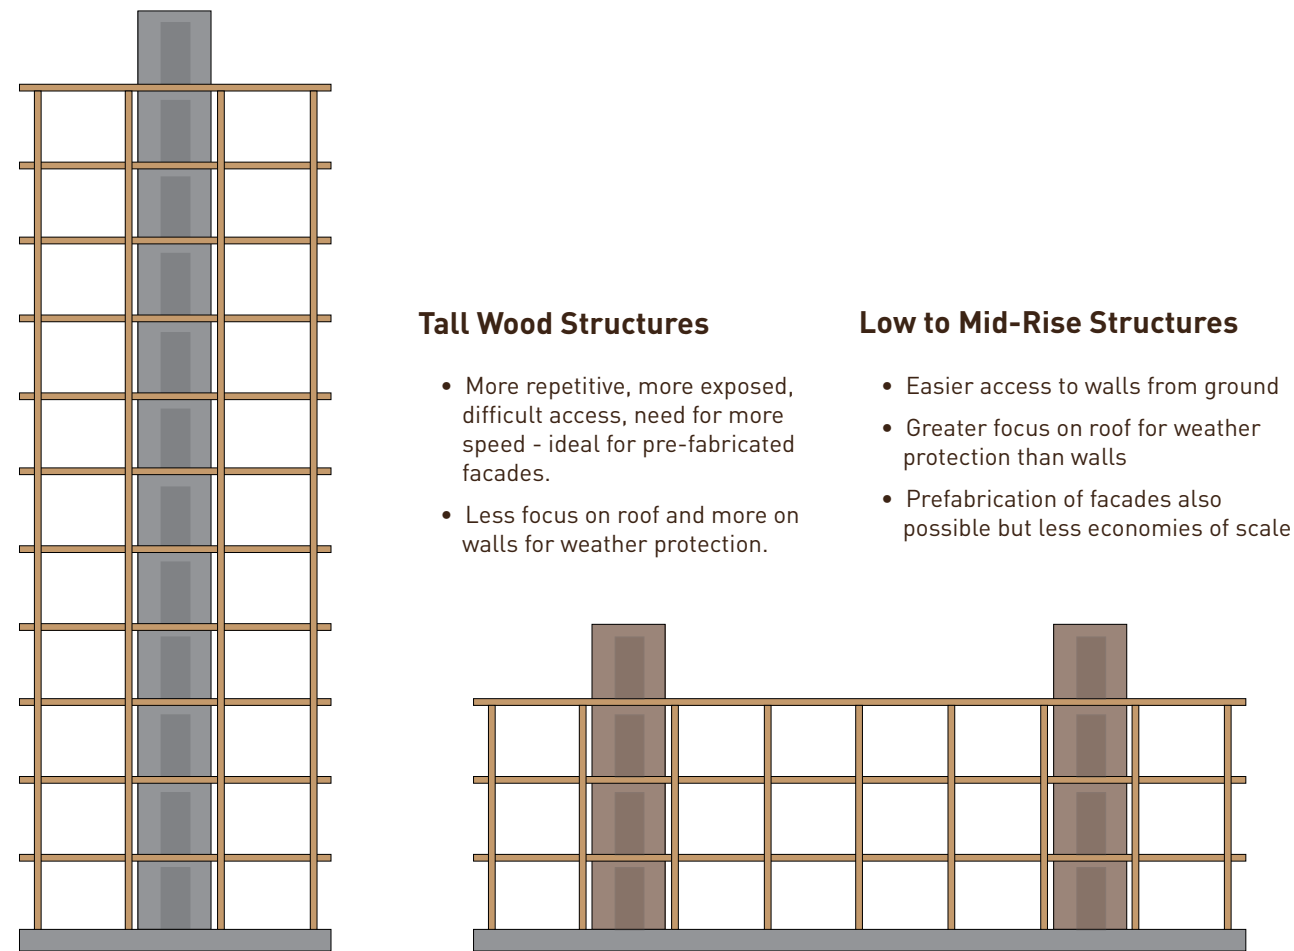 Tall Wood Structures
• More repetitive, more exposed,
difficult access, need for more
speed - ideal for pre-fabricated
facades.
• Less focus on roof and more on
walls for weather protection.
Low to Mid-Rise Structures
• Easier access to walls from ground
• Greater focus on roof for weather
protection than walls
• Prefabrication of facades also
possible but less economies of scale